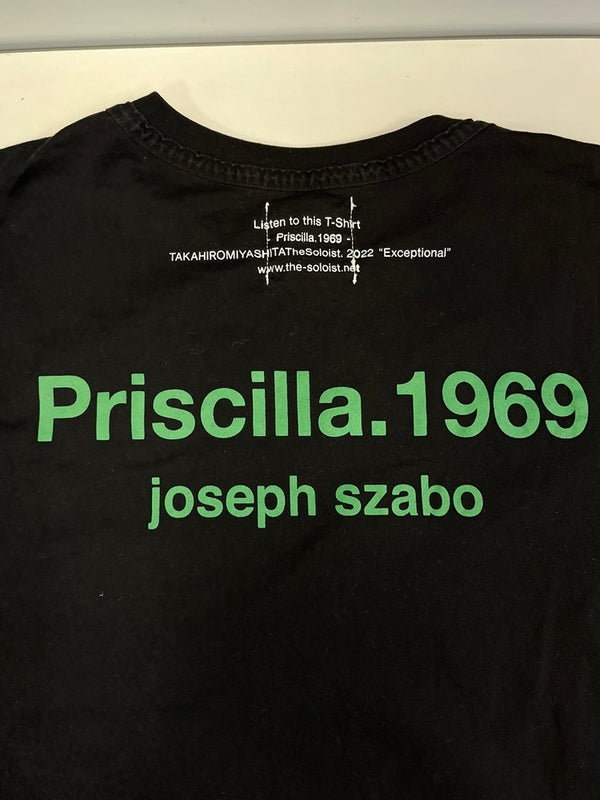 Listen to this T-Shirt
- Priscilla.1969 -
TAKAHIROMIYASHITATheSoloist. 2022 “Exceptional”
www.the-soloist.net
Priscilla.1969
joseph szabo